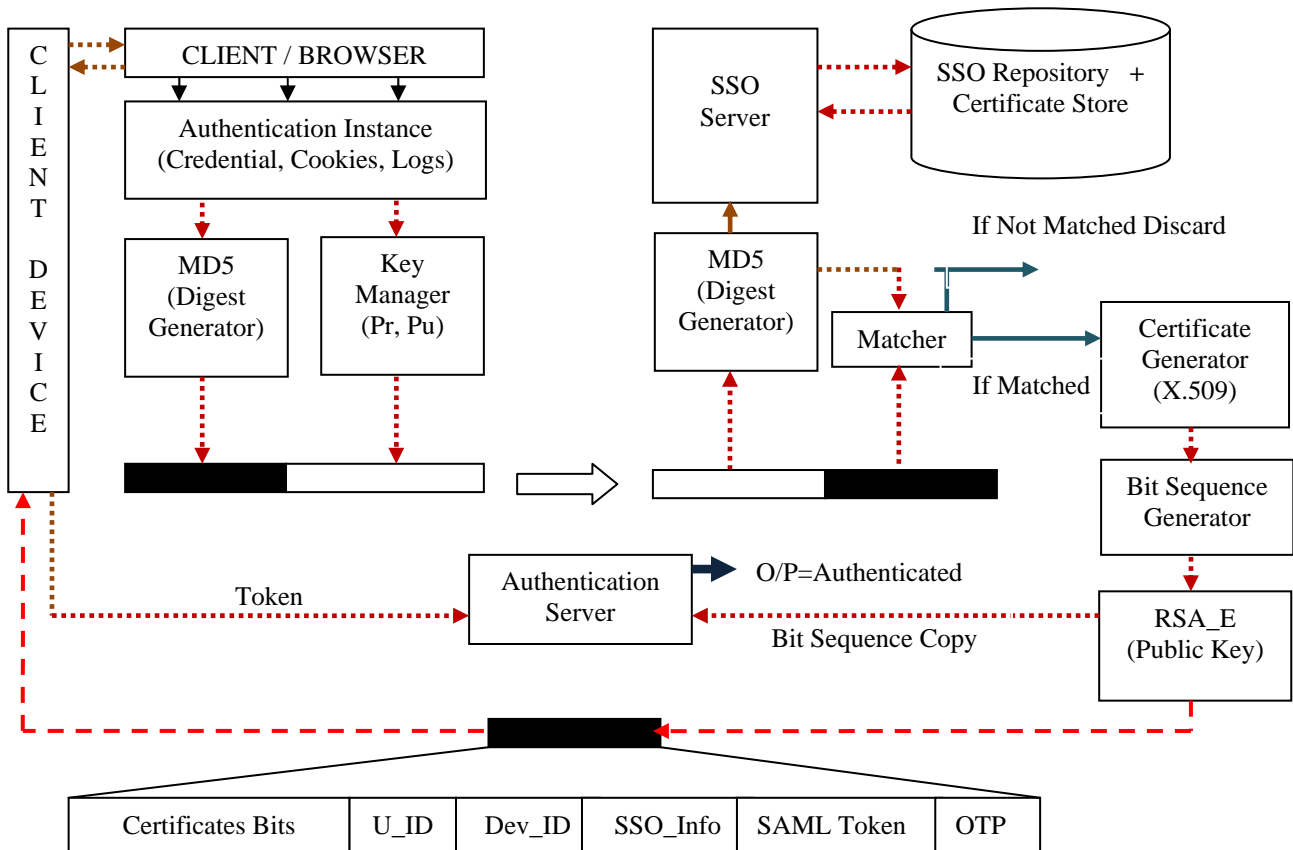 CLIENT DEVICE
CLIENT / BROWSER
Authentication Instance
(Credential, Cookies, Logs)
MD5
(Digest
Generator)
Key
Manager
(Pr, Pu)
SSO
Server
SSO Repository +
Certificate Store
MD5
(Digest
Generator)
If Not Matched Discard
Matcher
If Matched
Certificate
Generator
(X.509)
Bit Sequence
Generator
RSA_E
(Public Key)
Token
Authentication
Server
O/P=Authenticated
Bit Sequence Copy
Certificates Bits
U_ID
Dev_ID
SSO_Info
SAML Token
OTP